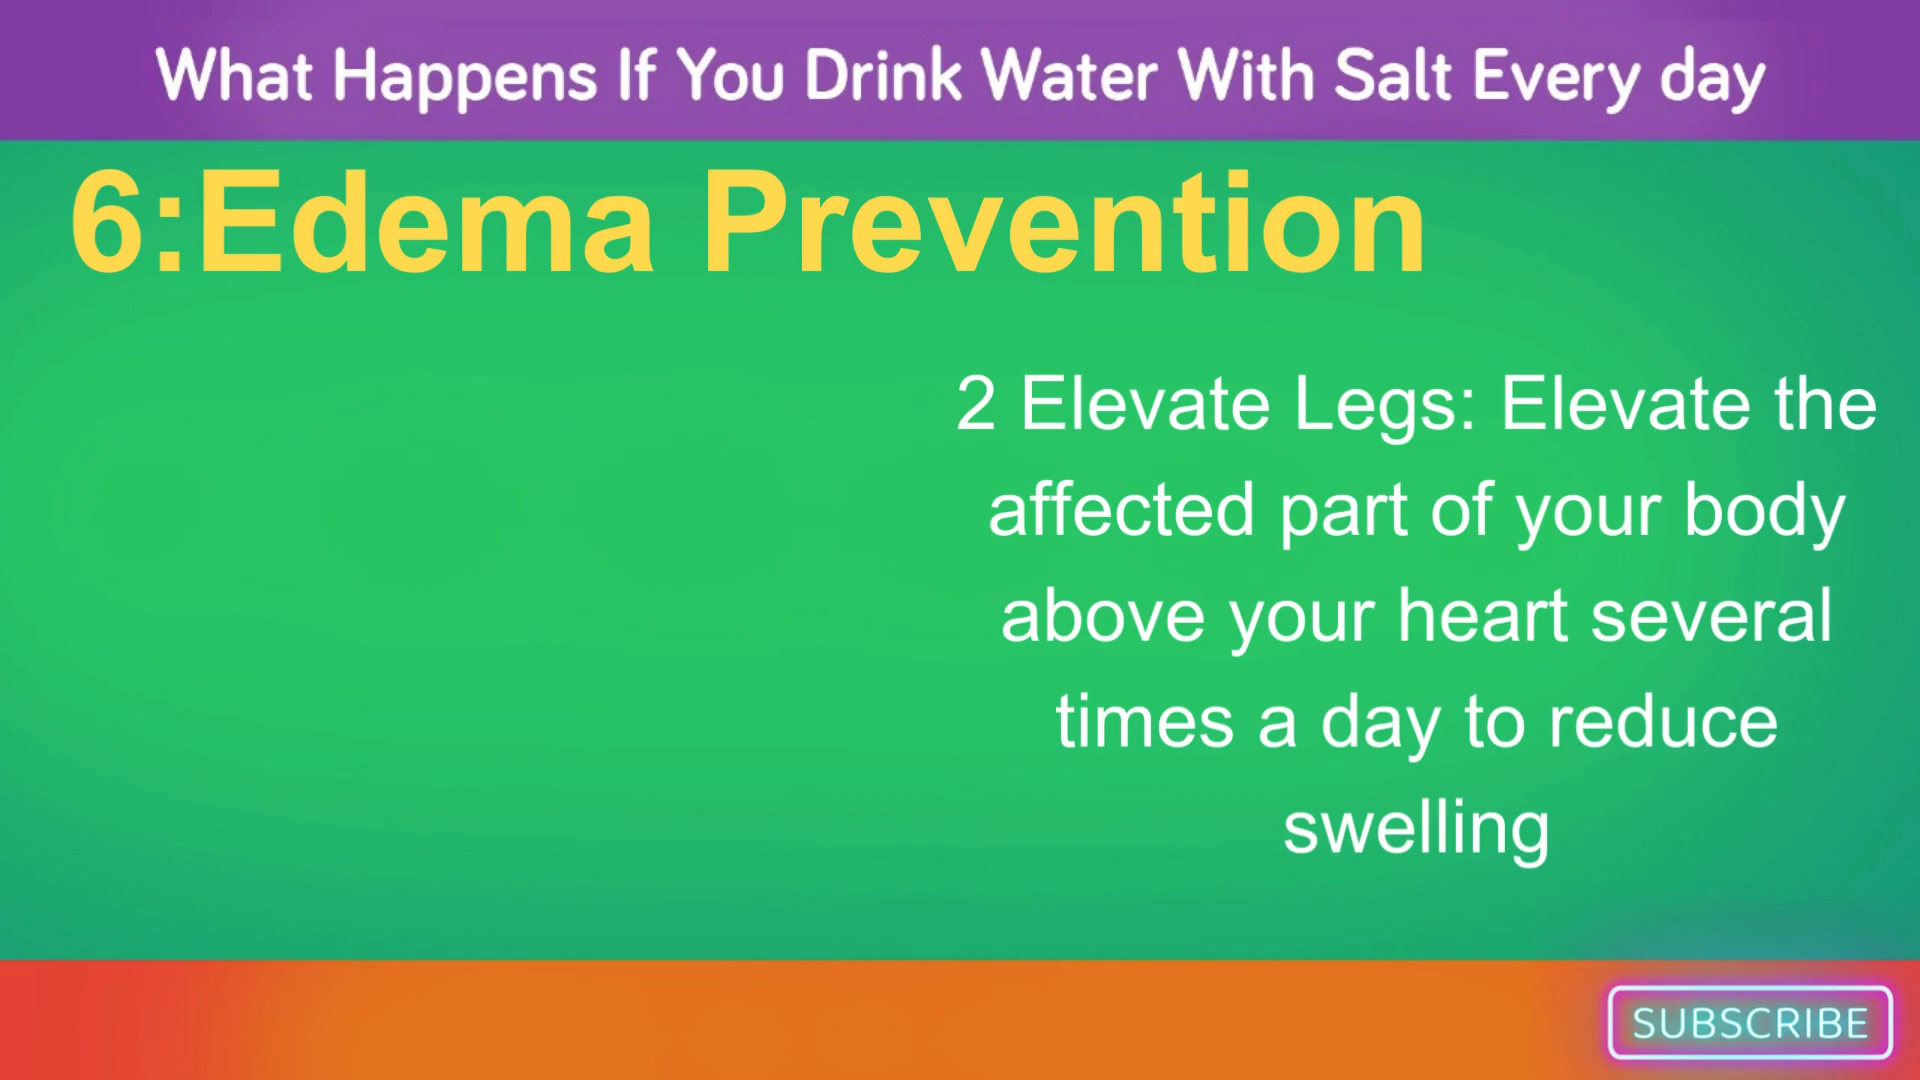 What Happens If You Drink Water With Salt Every day
6:Edema Prevention
2 Elevate Legs: Elevate the
affected part of your body
above your heart several
times a day to reduce
swelling
SUBSCRIBE